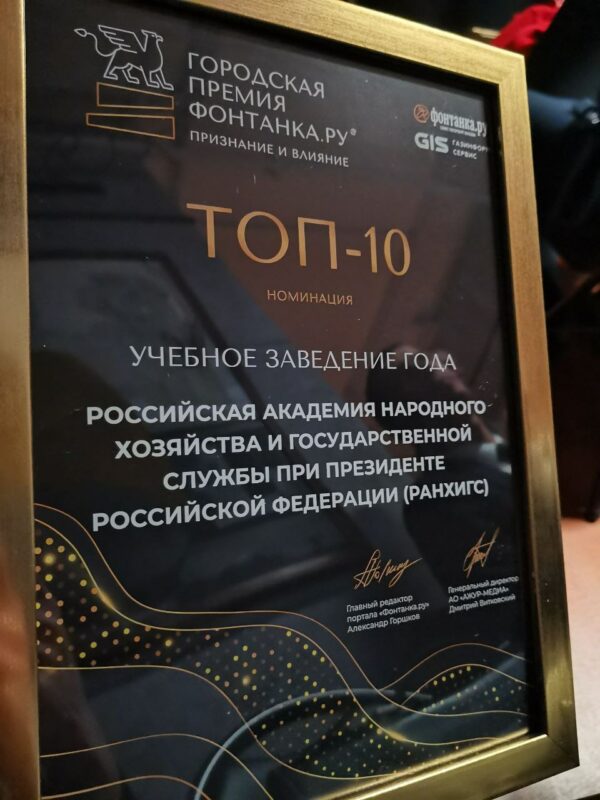 ГОРОДСКАЯ
ПРЕМИЯ
ФОНТАНКА.РУ®
ПРИЗНАНИЕ И ВЛИЯНИЕ
фонтанка.ру
GIS ГАЗИНФОРМ
СЕРВИС
ТОП-10
НОМИНАЦИЯ
УЧЕБНОЕ ЗАВЕДЕНИЕ ГОДА
РОССИЙСКАЯ АКАДЕМИЯ НАРОДНОГО
ХОЗЯЙСТВА И ГОСУДАРСТВЕННОЙ
СЛУЖБЫ ПРИ ПРЕЗИДЕНТЕ
РОССИЙСКОЙ ФЕДЕРАЦИИ (РАНХИГС)
Главный редактор
портала «Фонтанка.ру»
Александр Горшков
Генеральный директор
АО «АЖУР-МЕДИА»
Дмитрий Витковский